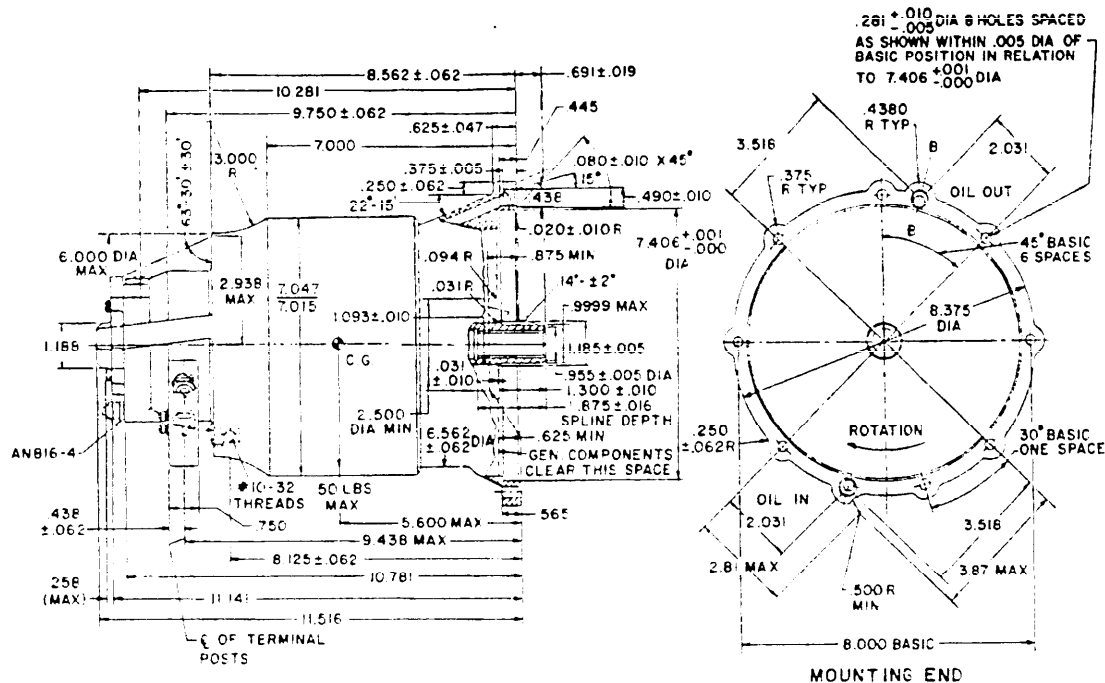 .281 +.010 -.005 DIA 8 HOLES SPACED
AS SHOWN WITHIN .005 DIA OF
BASIC POSITION IN RELATION
TO 7.406 +.001 -.000 DIA
8.562±.062
.691±.019
10.281
9.750±.062
445
.625±.047
7.000
.375±.005
.080±.010 X 45°
15°
.250±.062
22°-15'
.438
.490±.010
3.000
R
63°-30'±30'
.020±.010 R
7.406 +.001 -.000
DIA
6.000 DIA
MAX
2.938
MAX
7.047
7.015
.094 R
.875 MIN
.031 R
14°-±2°
.9999 MAX
1.093±.010
1.188
C.G
1.185±.005
.031
±.010
.955±.005 DIA
1.300±.010
1.875±.016
SPLINE DEPTH
2.500
DIA MIN
6.562 DIA
±.062
.625 MIN
GEN. COMPONENTS
CLEAR THIS SPACE
AN816-4
#10-32
THREADS
50 LBS
MAX
.438
±.062
.750
5.600 MAX
565
9.438 MAX
8.125±.062
10.781
258
(MAX)
11.141
11.516
℄ OF TERMINAL
POSTS
.4380
R TYP
B
3.518
2.031
.375
R TYP
OIL OUT
B
45° BASIC
6 SPACES
8.375
DIA
.250
±.062R
ROTATION
30° BASIC
ONE SPACE
OIL IN
2.031
2.81 MAX
3.518
3.87 MAX
.500 R
MIN
8.000 BASIC
MOUNTING END